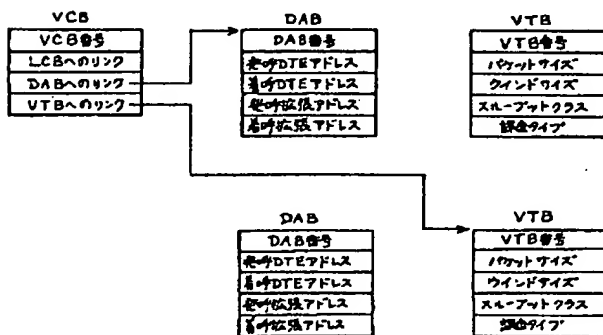 VCB
VCB番号
LCBへのリンク
DABへのリンク
VTBへのリンク
DAB
DAB番号
発呼DTEアドレス
着呼DTEアドレス
発呼拡張アドレス
着呼拡張アドレス
VTB
VTB番号
パケットサイズ
ウインドサイズ
スループットクラス
課金タイプ
DAB
DAB番号
発呼DTEアドレス
着呼DTEアドレス
発呼拡張アドレス
着呼拡張アドレス
VTB
VTB番号
パケットサイズ
ウインドサイズ
スループットクラス
課金タイプ